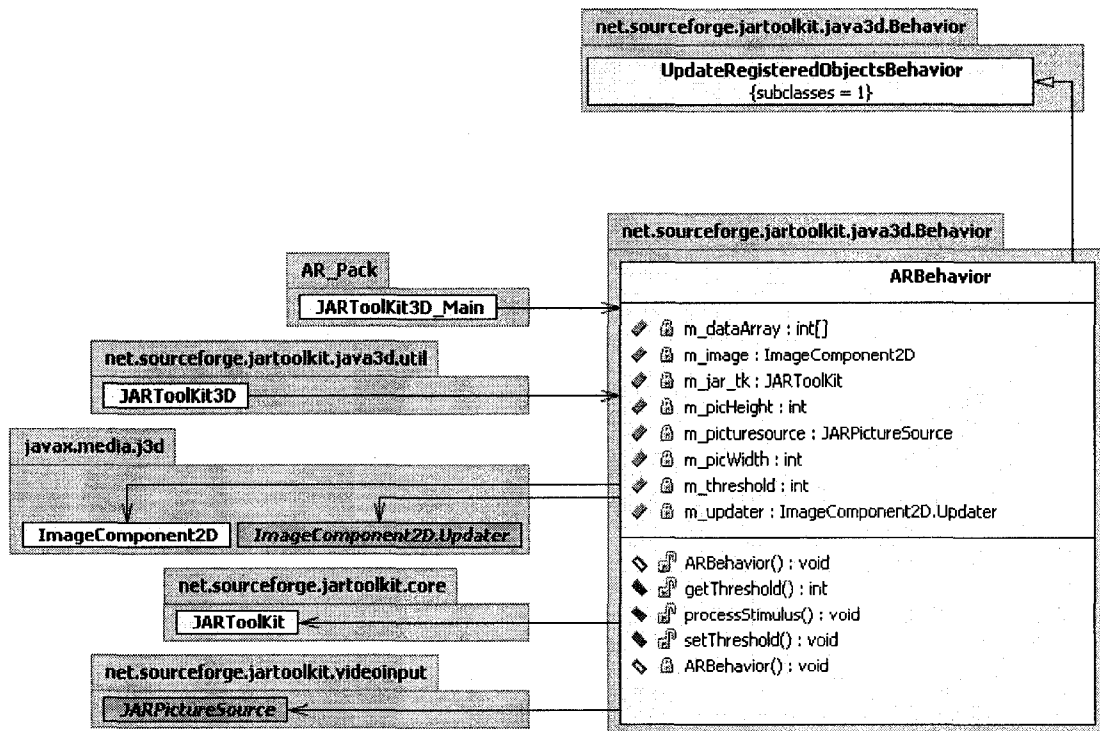 net.sourceforge.jartoolkit.java3d.Behavior
UpdateRegisteredObjectsBehavior
{subclasses = 1}
net.sourceforge.jartoolkit.java3d.Behavior
ARBehavior
AR_Pack
JARToolKit3D_Main
net.sourceforge.jartoolkit.java3d.util
JARToolKit3D
javax.media.j3d
ImageComponent2D
ImageComponent2D.Updater
net.sourceforge.jartoolkit.core
JARToolKit
net.sourceforge.jartoolkit.videoinput
JARPictureSource
m_dataArray : int[]
m_image : ImageComponent2D
m_jar_tk : JARToolKit
m_picHeight : int
m_picturesource : JARPictureSource
m_picWidth : int
m_threshold : int
m_updater : ImageComponent2D.Updater
ARBehavior() : void
getThreshold() : int
processStimulus() : void
setThreshold() : void
ARBehavior() : void